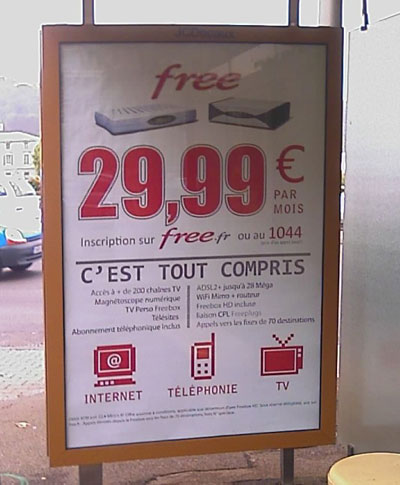 JCDecaux
free
29,99 €
PAR
MOIS
Inscription sur free.fr ou au 1044
C'EST TOUT COMPRIS
Accès à + de 200 chaînes TV
Magnétoscope numérique
TV Perso Freebox
Télésites
Abonnement téléphonique inclus
ADSL2+ jusqu'à 28 Méga
WiFi Mimo + routeur
Freebox HD incluse
liaison CPL Freeplugs
Appels vers les fixes de 70 destinations
@
INTERNET
TÉLÉPHONIE
TV